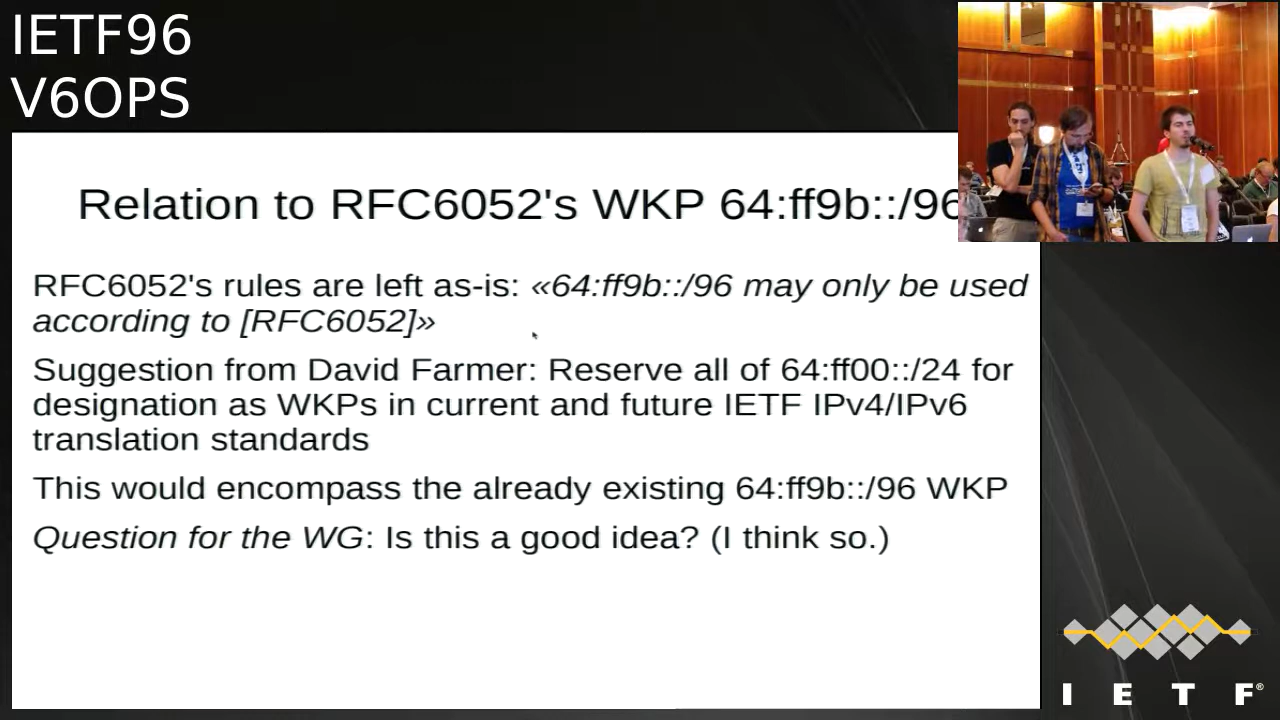 IETF96
V6OPS
Relation to RFC6052's WKP 64:ff9b::/96
RFC6052's rules are left as-is: «64:ff9b::/96 may only be used
according to [RFC6052]»
Suggestion from David Farmer: Reserve all of 64:ff00::/24 for
designation as WKPs in current and future IETF IPv4/IPv6
translation standards
This would encompass the already existing 64:ff9b::/96 WKP
Question for the WG: Is this a good idea? (I think so.)
I E T F®